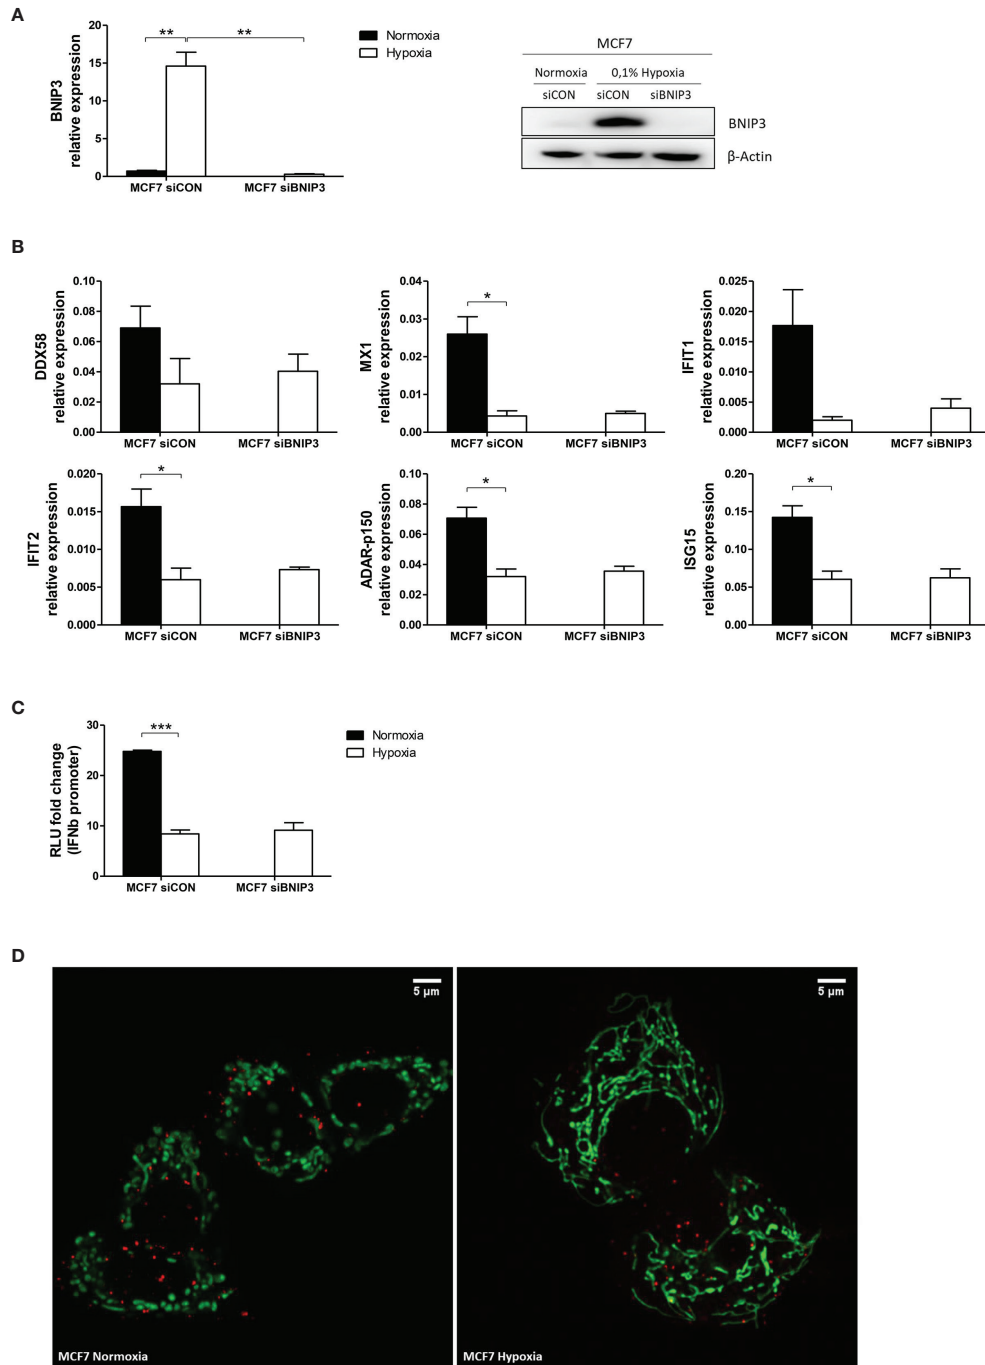 A
BNIP3
relative expression
20
15
10
5
0
**
**
MCF7 siCON
MCF7 siBNIP3
Normoxia
Hypoxia
MCF7
Normoxia
0,1% Hypoxia
siCON
siCON
siBNIP3
BNIP3
β-Actin
B
DDX58
relative expression
0.10
0.08
0.06
0.04
0.02
0.00
MCF7 siCON
MCF7 siBNIP3
MX1
relative expression
0.04
0.03
0.02
0.01
0.00
*
MCF7 siCON
MCF7 siBNIP3
IFIT1
relative expression
0.025
0.020
0.015
0.010
0.005
0.000
MCF7 siCON
MCF7 siBNIP3
IFIT2
relative expression
0.020
0.015
0.010
0.005
0.000
*
MCF7 siCON
MCF7 siBNIP3
ADAR-p150
relative expression
0.10
0.08
0.06
0.04
0.02
0.00
*
MCF7 siCON
MCF7 siBNIP3
ISG15
relative expression
0.20
0.15
0.10
0.05
0.00
*
MCF7 siCON
MCF7 siBNIP3
C
RLU fold change
(IFNb promoter)
30
20
10
0
***
MCF7 siCON
MCF7 siBNIP3
Normoxia
Hypoxia
D
5 µm
MCF7 Normoxia
5 µm
MCF7 Hypoxia